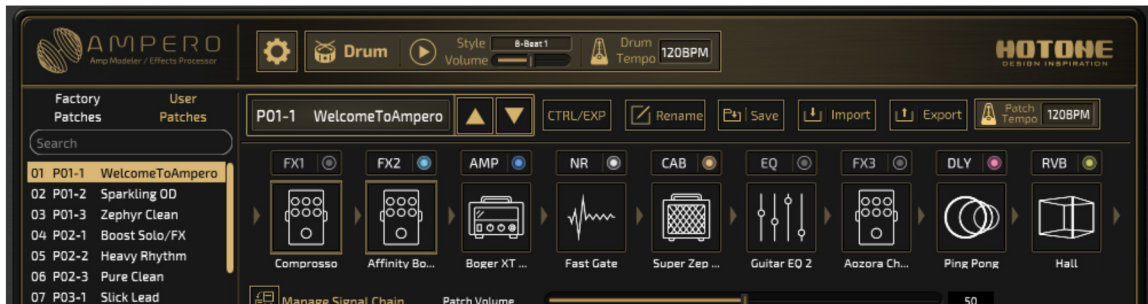 AMPERO
Amp Modeler / Effects Processor
Drum
Style
8-Beat1
Volume
Drum
Tempo
120BPM
HOTONE
DESIGN INSPIRATION
Factory
Patches
User
Patches
Search
P01-1 WelcomeToAmpero
CTRL/EXP
Rename
Save
Import
Export
Patch
Tempo
120BPM
01 P01-1 WelcomeToAmpero
02 P01-2 Sparkling OD
03 P01-3 Zephyr Clean
04 P02-1 Boost Solo/FX
05 P02-2 Heavy Rhythm
06 P02-3 Pure Clean
07 P03-1 Slick Lead
FX1 FX2 AMP NR CAB EQ FX3 DLY RVB
Comprosso Affinity Bo... Boger XT ... Fast Gate Super Zep ... Guitar EQ 2 Aozora Ch... Ping Pong Hall
Manage Signal Chain Patch Volume 50